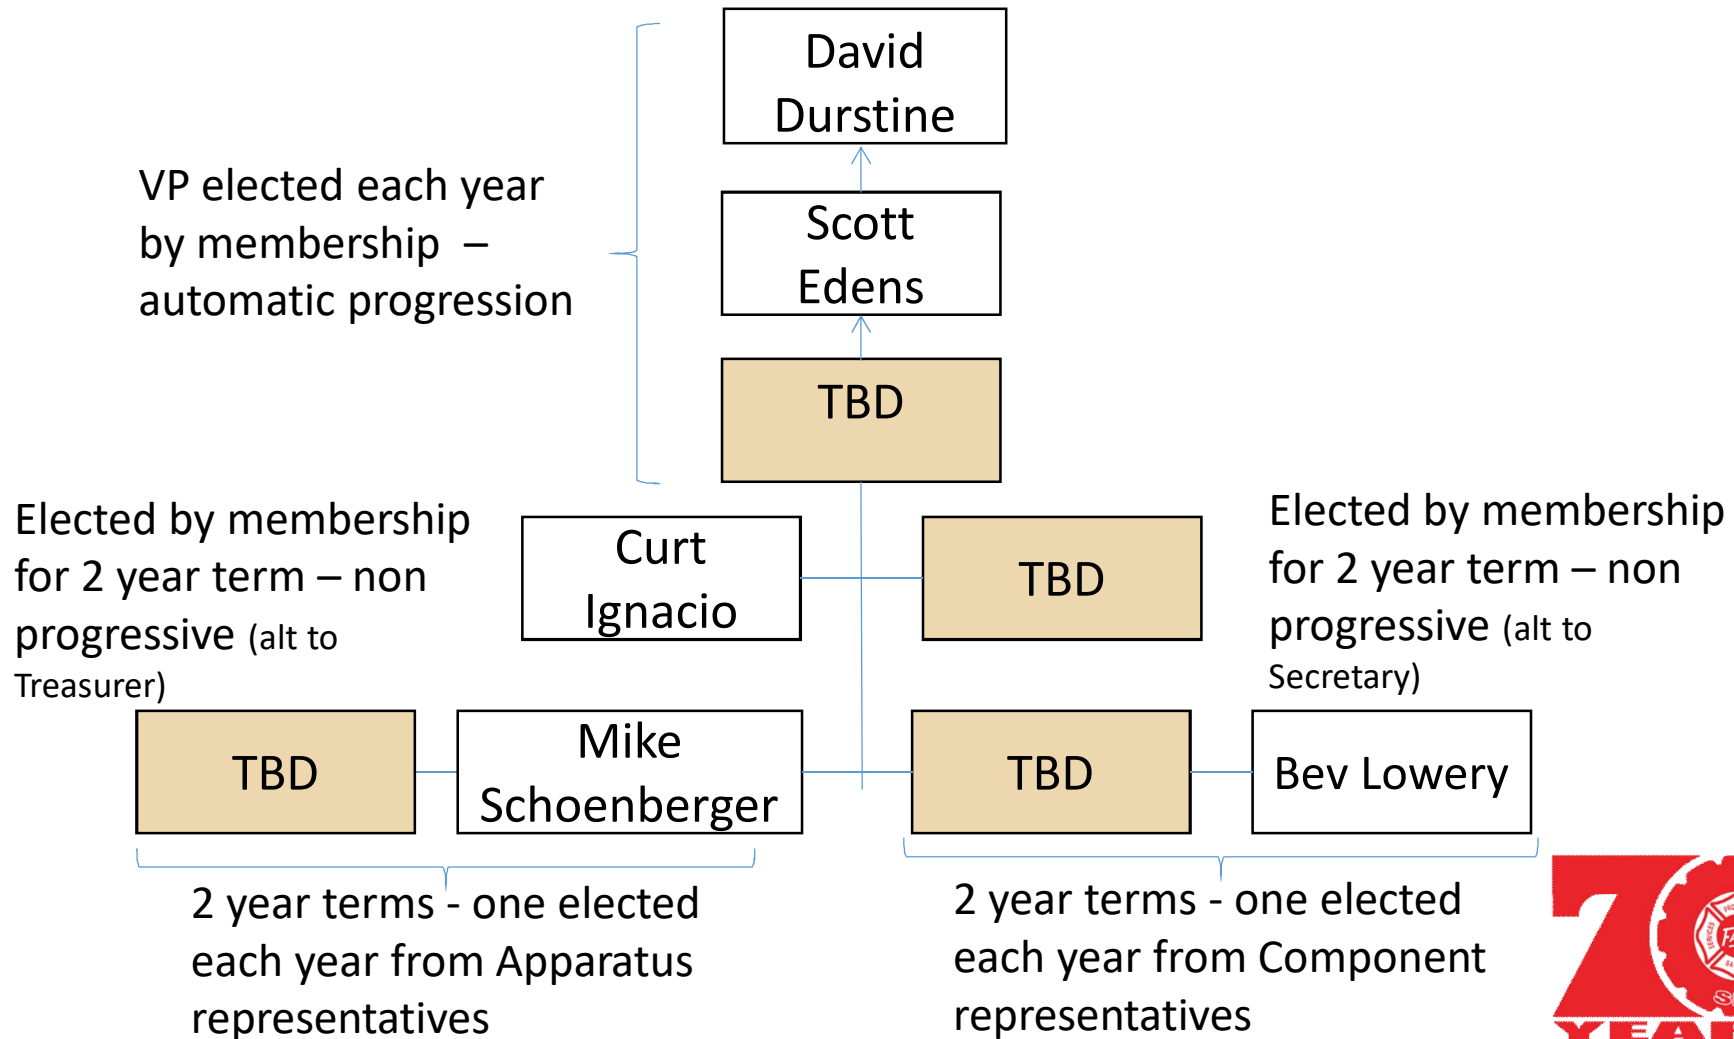 David
Durstine
VP elected each year
by membership –
automatic progression
Scott
Edens
TBD
Elected by membership
for 2 year term – non
progressive (alt to
Treasurer)
Curt
Ignacio
TBD
Elected by membership
for 2 year term – non
progressive (alt to
Secretary)
TBD
Mike
Schoenberger
TBD
Bev Lowery
2 year terms - one elected
each year from Apparatus
representatives
2 year terms - one elected
each year from Component
representatives
70